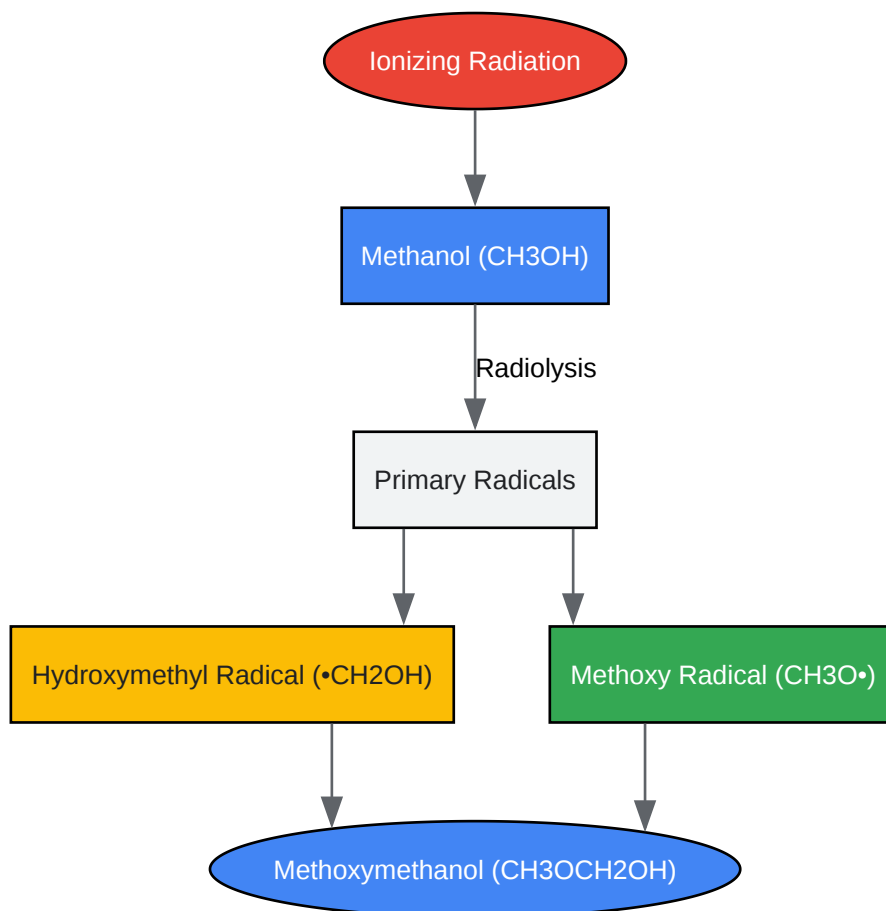 Ionizing Radiation
Methanol (CH3OH)
Radiolysis
Primary Radicals
Hydroxymethyl Radical (•CH2OH)
Methoxy Radical (CH3O•)
Methoxymethanol (CH3OCH2OH)